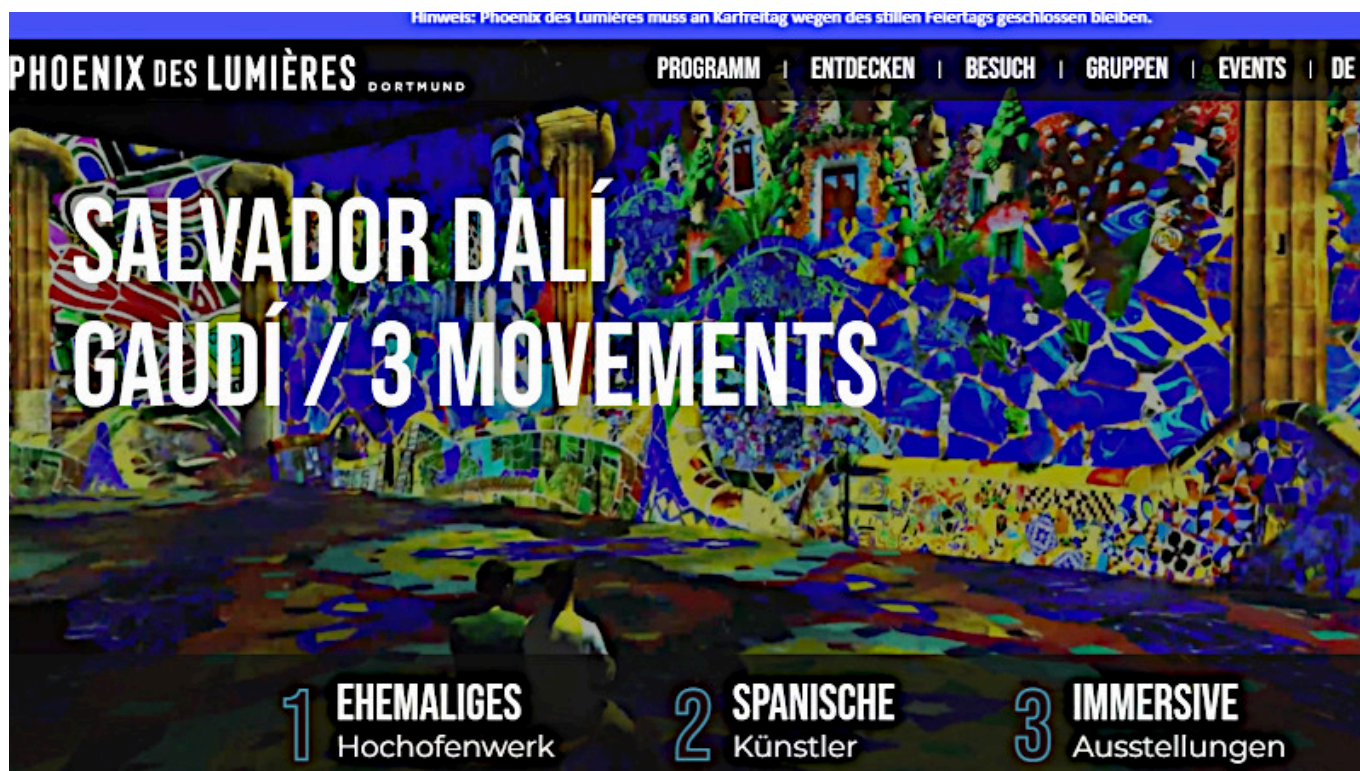 Hinweis: Phoenix des Lumières muss an Karfreitag wegen des stillen Feiertags geschlossen bleiben.
PHOENIX DES LUMIÈRES DORTMUND
PROGRAMM | ENTDECKEN | BESUCH | GRUPPEN | EVENTS | DE
SALVADOR DALÍ
GAUDÍ / 3 MOVEMENTS
1 EHEMALIGES
Hochofenwerk
2 SPANISCHE
Künstler
3 IMMERSIVE
Ausstellungen